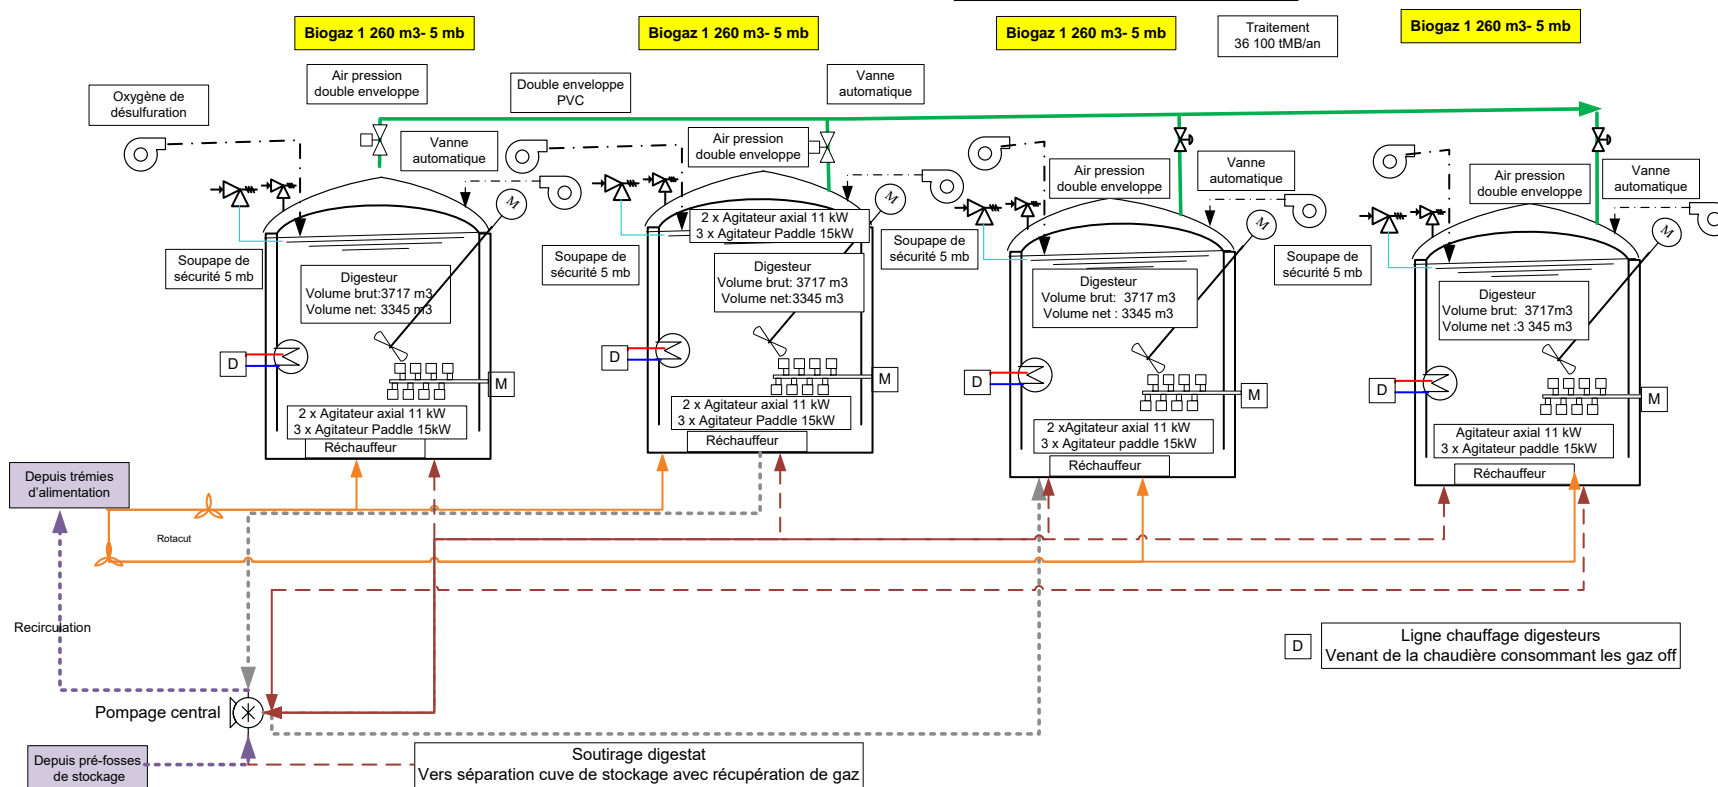 Biogaz 1 260 m3- 5 mb
Biogaz 1 260 m3- 5 mb
Biogaz 1 260 m3- 5 mb
Traitement
36 100 tMB/an
Biogaz 1 260 m3- 5 mb
Oxygène de
désulfuration
Air pression
double enveloppe
Double enveloppe
PVC
Vanne
automatique
Vanne
automatique
Air pression
double enveloppe
Air pression
double enveloppe
Vanne
automatique
Air pression
double enveloppe
Vanne
automatique
M
M
M
M
2 x Agitateur axial 11 kW
3 x Agitateur Paddle 15kW
Soupape de
sécurité 5 mb
Soupape de
sécurité 5 mb
Soupape de
sécurité 5 mb
Soupape de
sécurité 5 mb
Digesteur
Volume brut:3717 m3
Volume net: 3345 m3
Digesteur
Volume brut: 3717 m3
Volume net:3345 m3
Digesteur
Volume brut: 3717 m3
Volume net : 3345 m3
Digesteur
Volume brut: 3717m3
Volume net :3 345 m3
D
M
D
M
D
M
D
M
2 x Agitateur axial 11 kW
3 x Agitateur Paddle 15kW
Réchauffeur
2 x Agitateur axial 11 kW
3 x Agitateur Paddle 15kW
Réchauffeur
2 xAgitateur axial 11 kW
3 x Agitateur paddle 15kW
Réchauffeur
Agitateur axial 11 kW
3 x Agitateur paddle 15kW
Réchauffeur
Depuis trémies
d'alimentation
Rotacut
Recirculation
D
Ligne chauffage digesteurs
Venant de la chaudière consommant les gaz off
Pompage central
Depuis pré-fosses
de stockage
Soutirage digestat
Vers séparation cuve de stockage avec récupération de gaz